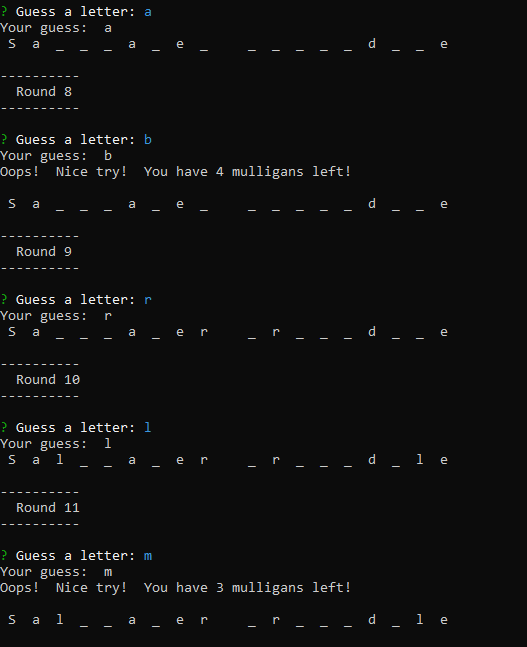 ? Guess a letter: a
Your guess:  a
 S  a  _  _  _  a  _  e  _     _  _  _  _  _  d  _  _  e
----------
  Round 8
----------
? Guess a letter: b
Your guess:  b
Oops!  Nice try!  You have 4 mulligans left!
 S  a  _  _  _  a  _  e  _     _  _  _  _  _  d  _  _  e
----------
  Round 9
----------
? Guess a letter: r
Your guess:  r
 S  a  _  _  _  a  _  e  r     _  r  _  _  _  d  _  _  e
----------
  Round 10
----------
? Guess a letter: l
Your guess:  l
 S  a  l  _  _  a  _  e  r     _  r  _  _  _  d  _  l  e
----------
  Round 11
----------
? Guess a letter: m
Your guess:  m
Oops!  Nice try!  You have 3 mulligans left!
 S  a  l  _  _  a  _  e  r     _  r  _  _  _  d  _  l  e